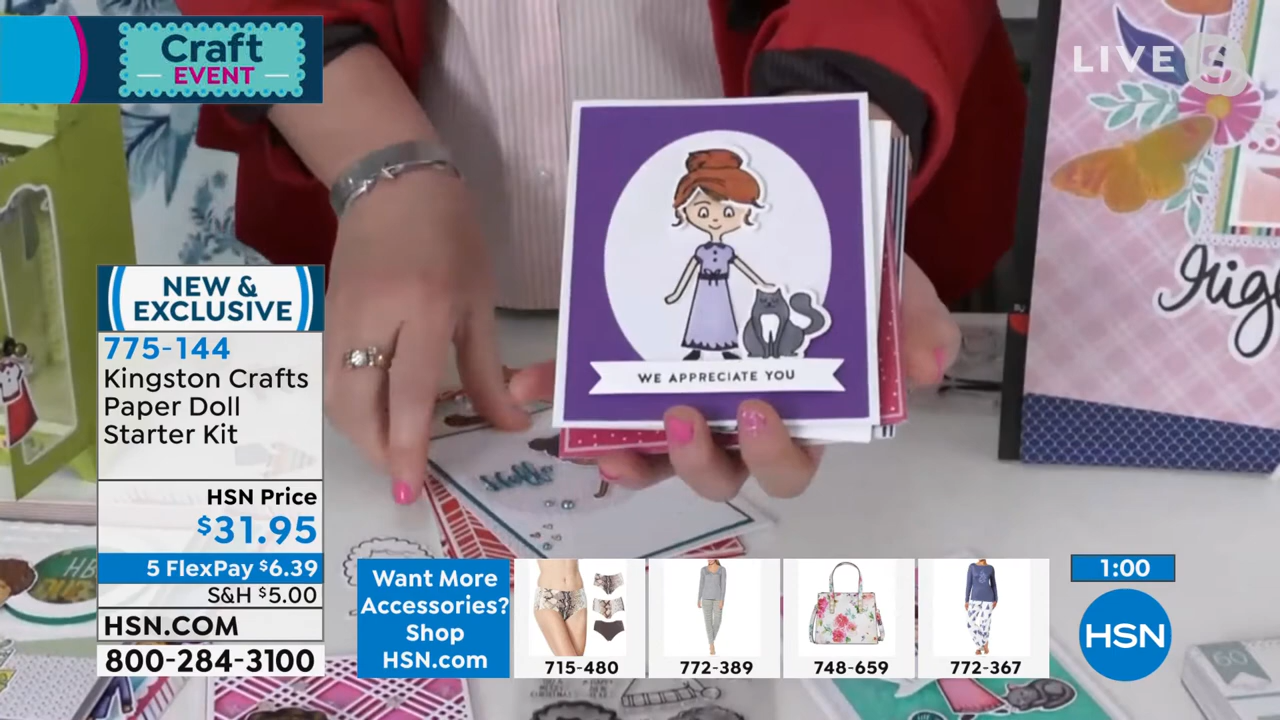 Craft
EVENT
LIVE
NEW &
EXCLUSIVE
775-144
Kingston Crafts
Paper Doll
Starter Kit
HSN Price
$31.95
5 FlexPay $6.39
S&H $5.00
HSN.COM
800-284-3100
WE APPRECIATE YOU
hello
Want More
Accessories?
Shop
HSN.com
715-480
772-389
748-659
772-367
1:00
HSN
60